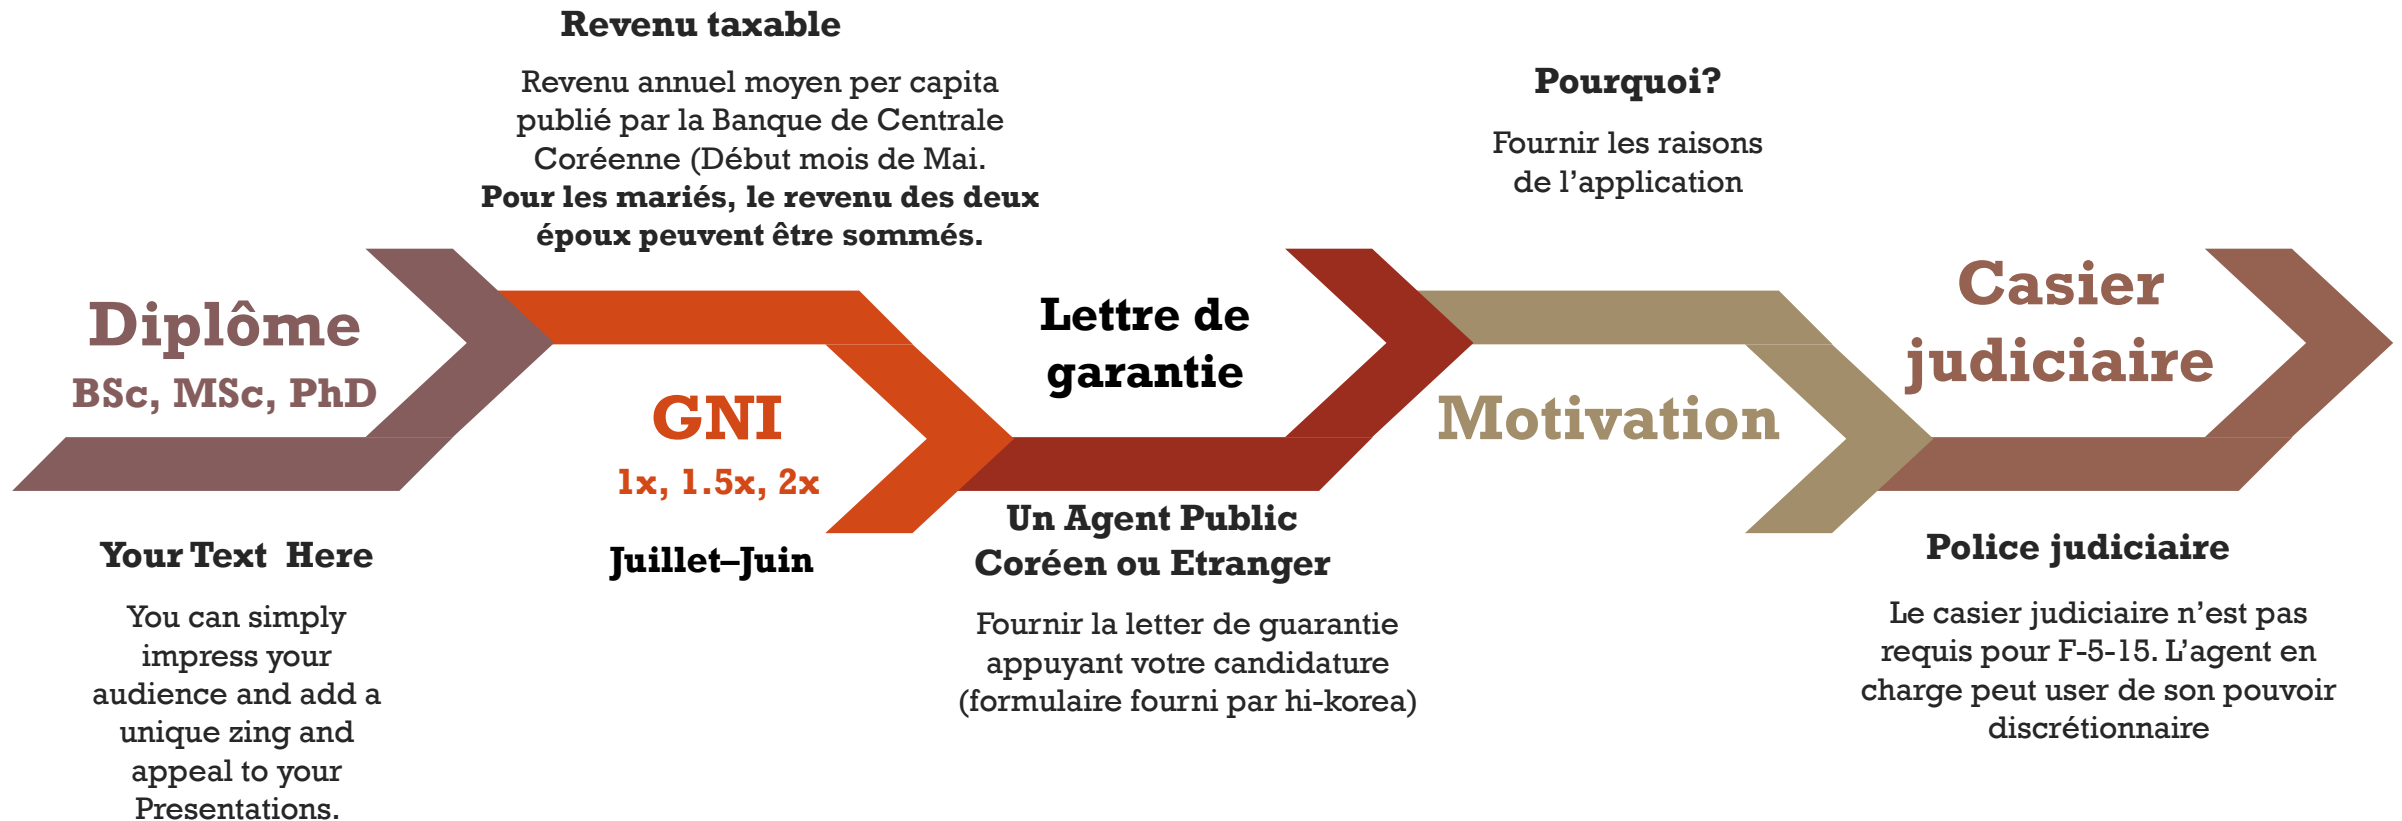 Diplôme
BSc, MSc, PhD
Your Text  Here
You can simply
impress your
audience and add a
unique zing and
appeal to your
Presentations.
Revenu taxable
Revenu annuel moyen per capita
publié par la Banque de Centrale
Coréenne (Début mois de Mai.
Pour les mariés, le revenu des deux
époux peuvent être sommés.
GNI
1x, 1.5x, 2x
Juillet–Juin
Lettre de
garantie
Un Agent Public
Coréen ou Etranger
Fournir la letter de guarantie
appuyant votre candidature
(formulaire fourni par hi-korea)
Pourquoi?
Fournir les raisons
de l’application
Motivation
Casier
judiciaire
Police judiciaire
Le casier judiciaire n’est pas
requis pour F-5-15. L’agent en
charge peut user de son pouvoir
discrétionnaire